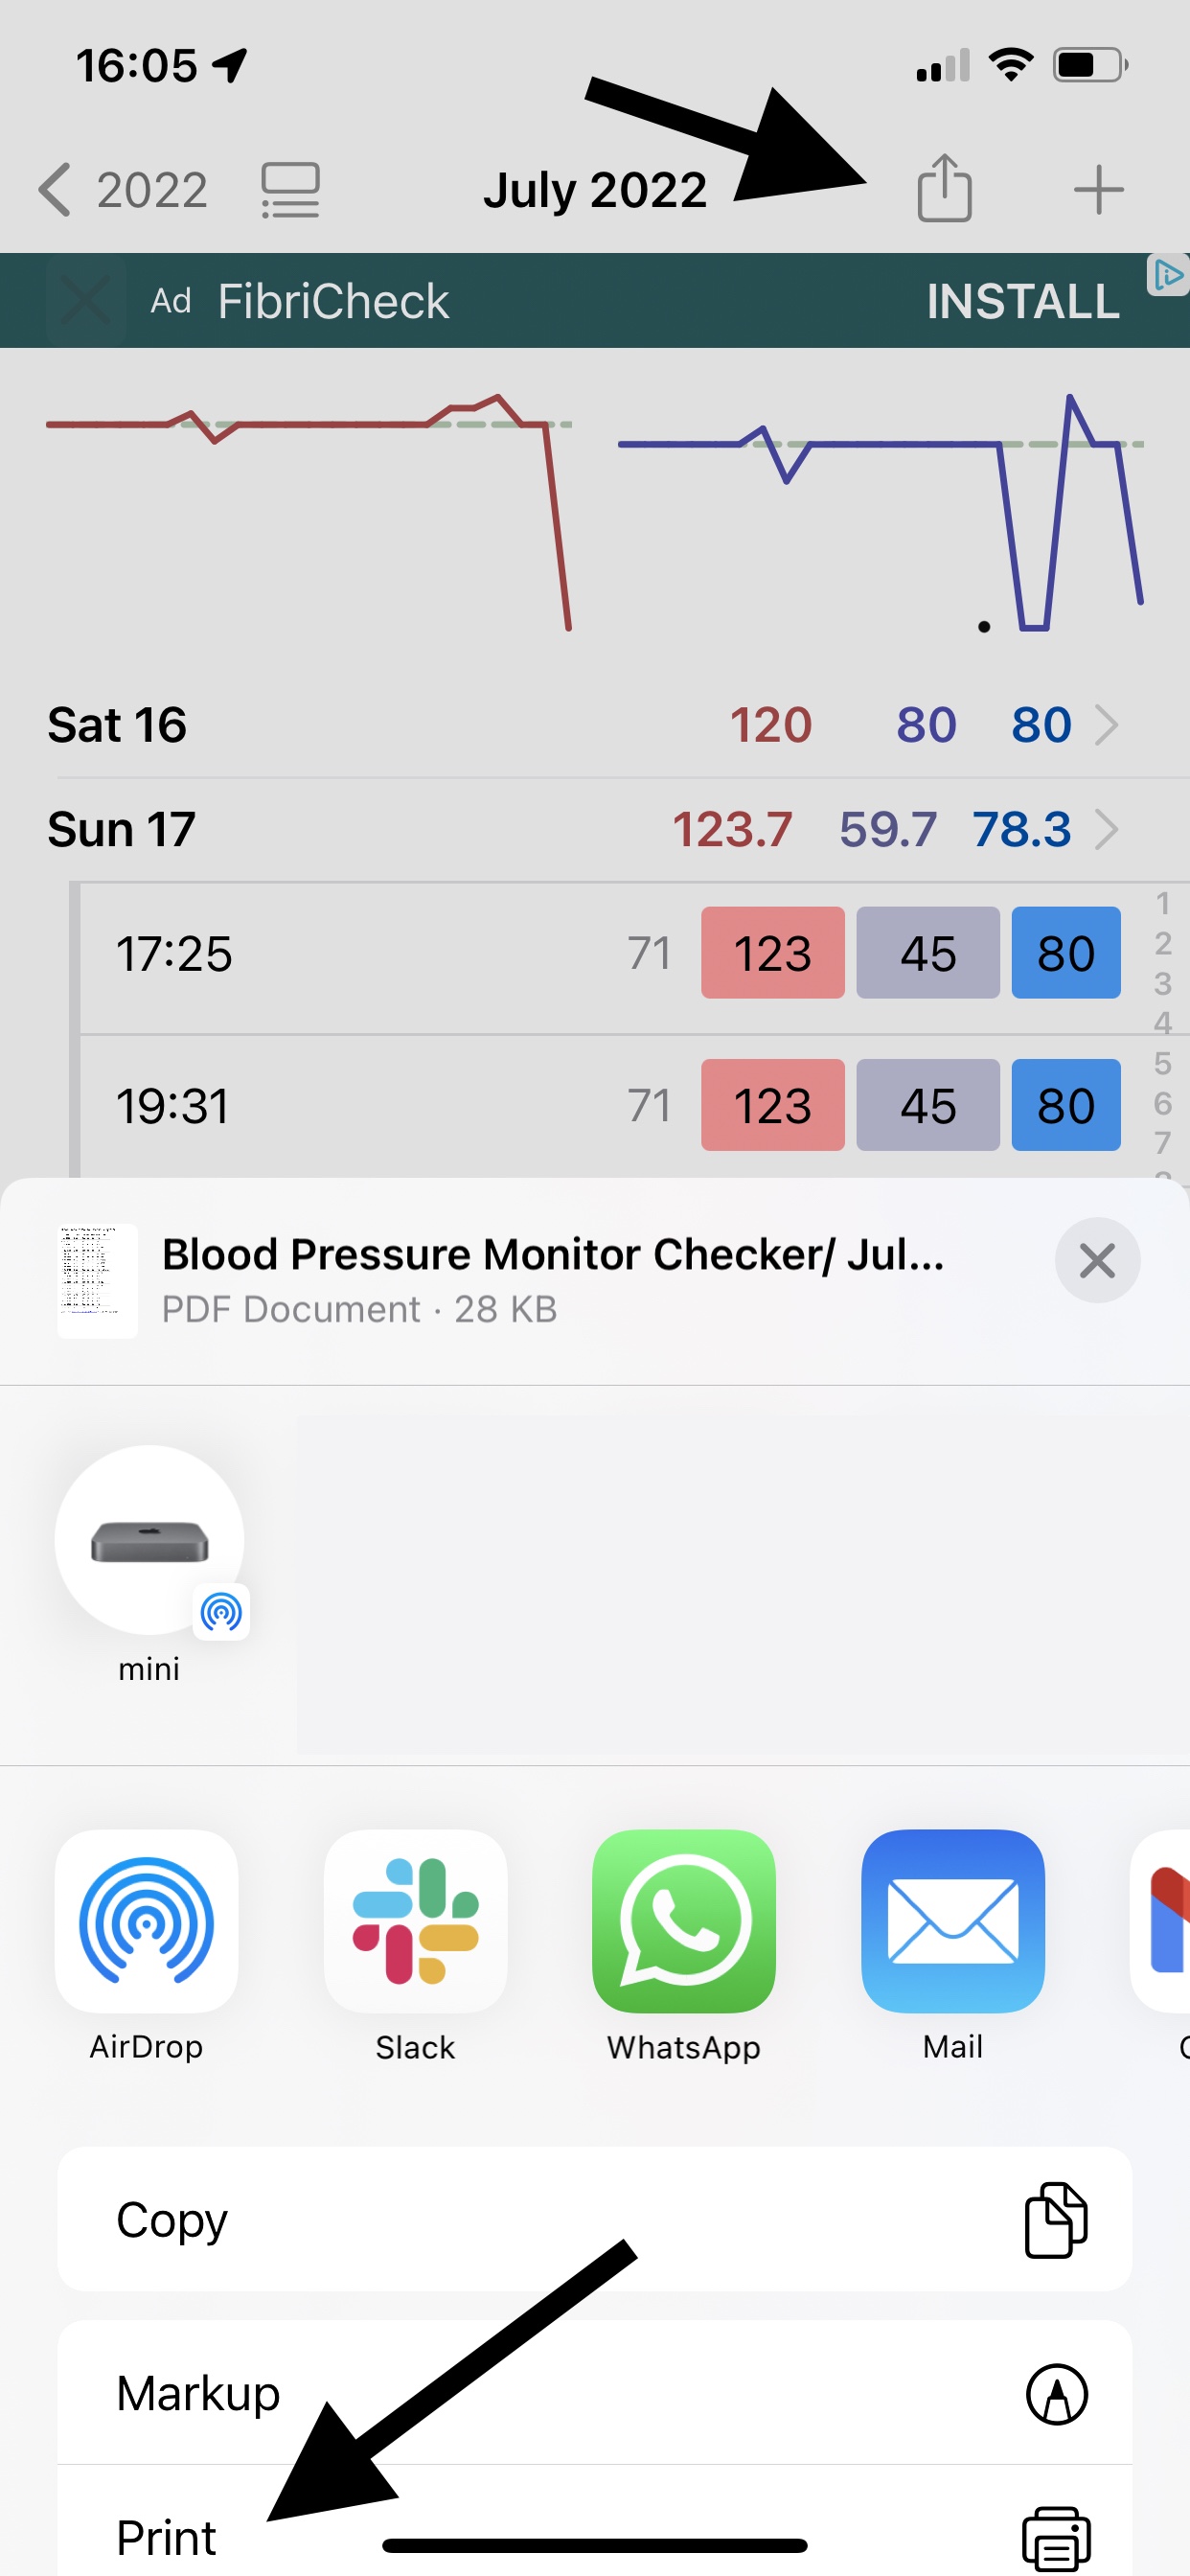 16:05
2022
July 2022
Ad FibriCheck INSTALL
Sat 16 120 80 80
Sun 17 123.7 59.7 78.3
17:25 71 123 45 80
19:31 71 123 45 80
1
2
3
4
5
6
7
Blood Pressure Monitor Checker/ Jul...
PDF Document · 28 KB
mini
AirDrop Slack WhatsApp Mail
Copy
Markup
Print